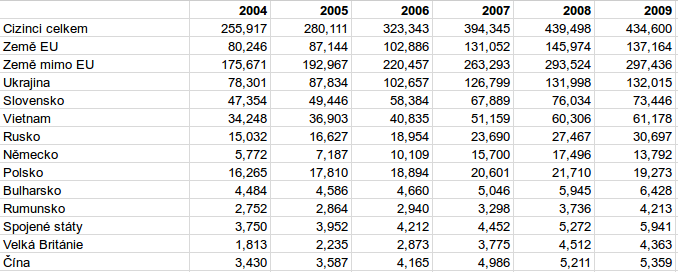 2004 2005 2006 2007 2008 2009
Cizinci celkem 255,917 280,111 323,343 394,345 439,498 434,600
Země EU 80,246 87,144 102,886 131,052 145,974 137,164
Země mimo EU 175,671 192,967 220,457 263,293 293,524 297,436
Ukrajina 78,301 87,834 102,657 126,799 131,998 132,015
Slovensko 47,354 49,446 58,384 67,889 76,034 73,446
Vietnam 34,248 36,903 40,835 51,159 60,306 61,178
Rusko 15,032 16,627 18,954 23,690 27,467 30,697
Německo 5,772 7,187 10,109 15,700 17,496 13,792
Polsko 16,265 17,810 18,894 20,601 21,710 19,273
Bulharsko 4,484 4,586 4,660 5,046 5,945 6,428
Rumunsko 2,752 2,864 2,940 3,298 3,736 4,213
Spojené státy 3,750 3,952 4,212 4,452 5,272 5,941
Velká Británie 1,813 2,235 2,873 3,775 4,512 4,363
Čína 3,430 3,587 4,165 4,986 5,211 5,359